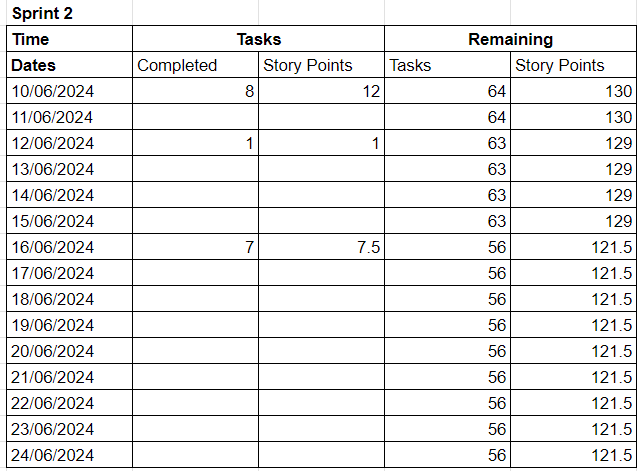 Sprint 2
Time Tasks Remaining
Dates Completed Story Points Tasks Story Points
10/06/2024 8 12 64 130
11/06/2024 64 130
12/06/2024 1 1 63 129
13/06/2024 63 129
14/06/2024 63 129
15/06/2024 63 129
16/06/2024 7 7.5 56 121.5
17/06/2024 56 121.5
18/06/2024 56 121.5
19/06/2024 56 121.5
20/06/2024 56 121.5
21/06/2024 56 121.5
22/06/2024 56 121.5
23/06/2024 56 121.5
24/06/2024 56 121.5